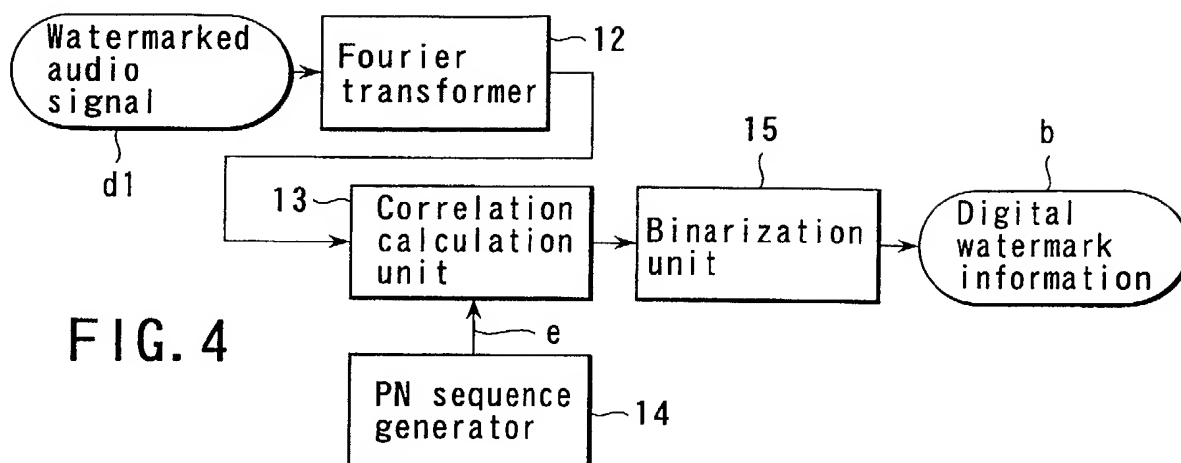 Watermarked
audio
signal
d1
Fourier
transformer
12
13
Correlation
calculation
unit
15
Binarization
unit
b
Digital
watermark
information
e
PN sequence
generator
14
FIG. 4